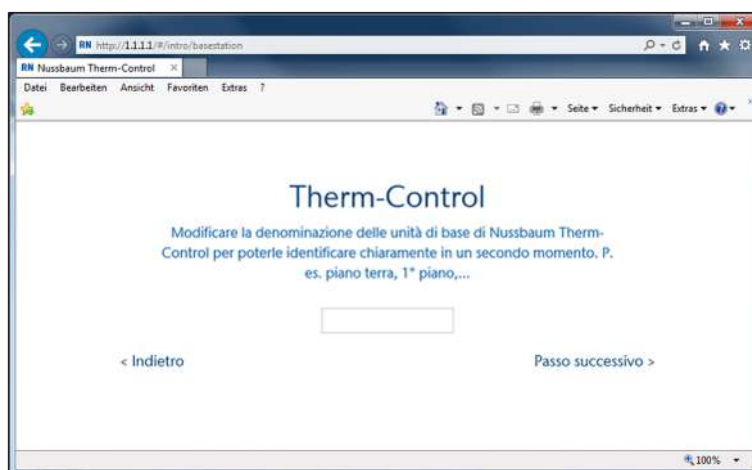 RN http://1.1.1.1/#/intro/basestation
RN Nussbaum Therm-Control
Datei Bearbeiten Ansicht Favoriten Extras ?
Seite Sicherheit Extras
Therm-Control
Modificare la denominazione delle unità di base di Nussbaum Therm-
Control per poterle identificare chiaramente in un secondo momento. P.
es. piano terra, 1° piano,...
< Indietro
Passo successivo >
100%